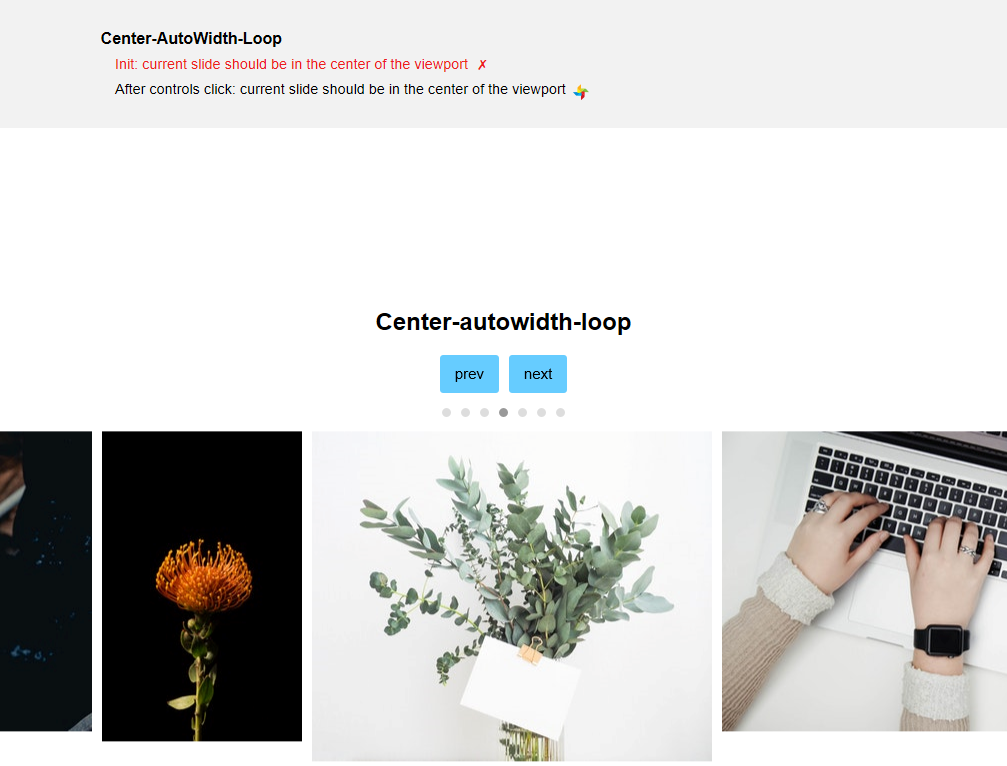 Center-AutoWidth-Loop
Init: current slide should be in the center of the viewport ✗
After controls click: current slide should be in the center of the viewport
Center-autowidth-loop
prev next